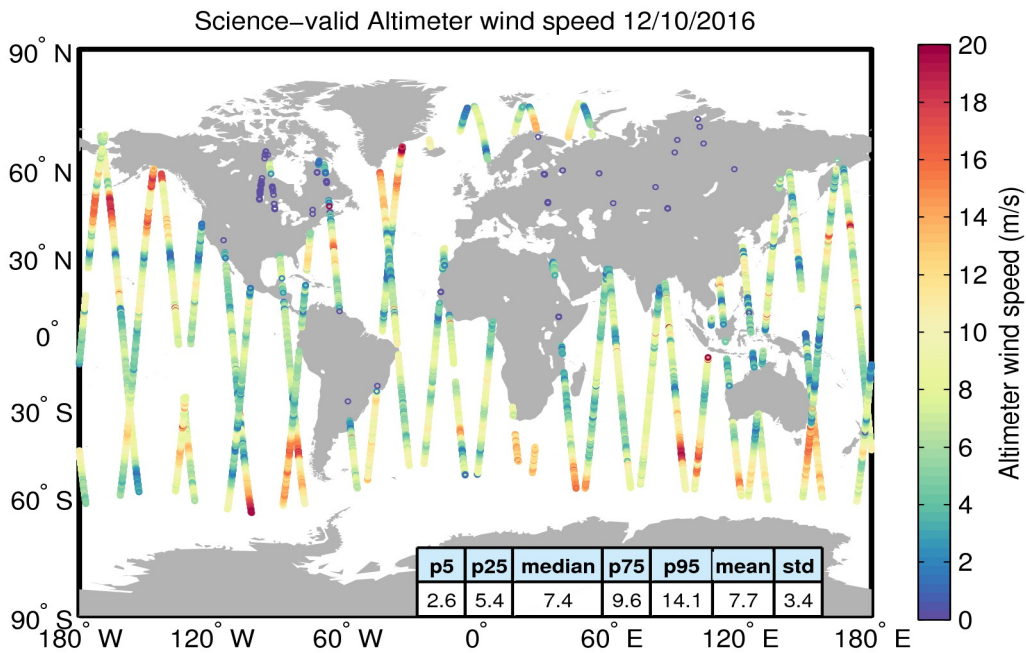 Science-valid Altimeter wind speed 12/10/2016
90° N
60° N
30° N
0°
30° S
60° S
90° S
180° W
120° W
60° W
0°
60° E
120° E
180° E
p5 p25 median p75 p95 mean std
2.6 5.4 7.4 9.6 14.1 7.7 3.4
20
18
16
14
12
10
8
6
4
2
0
Altimeter wind speed (m/s)